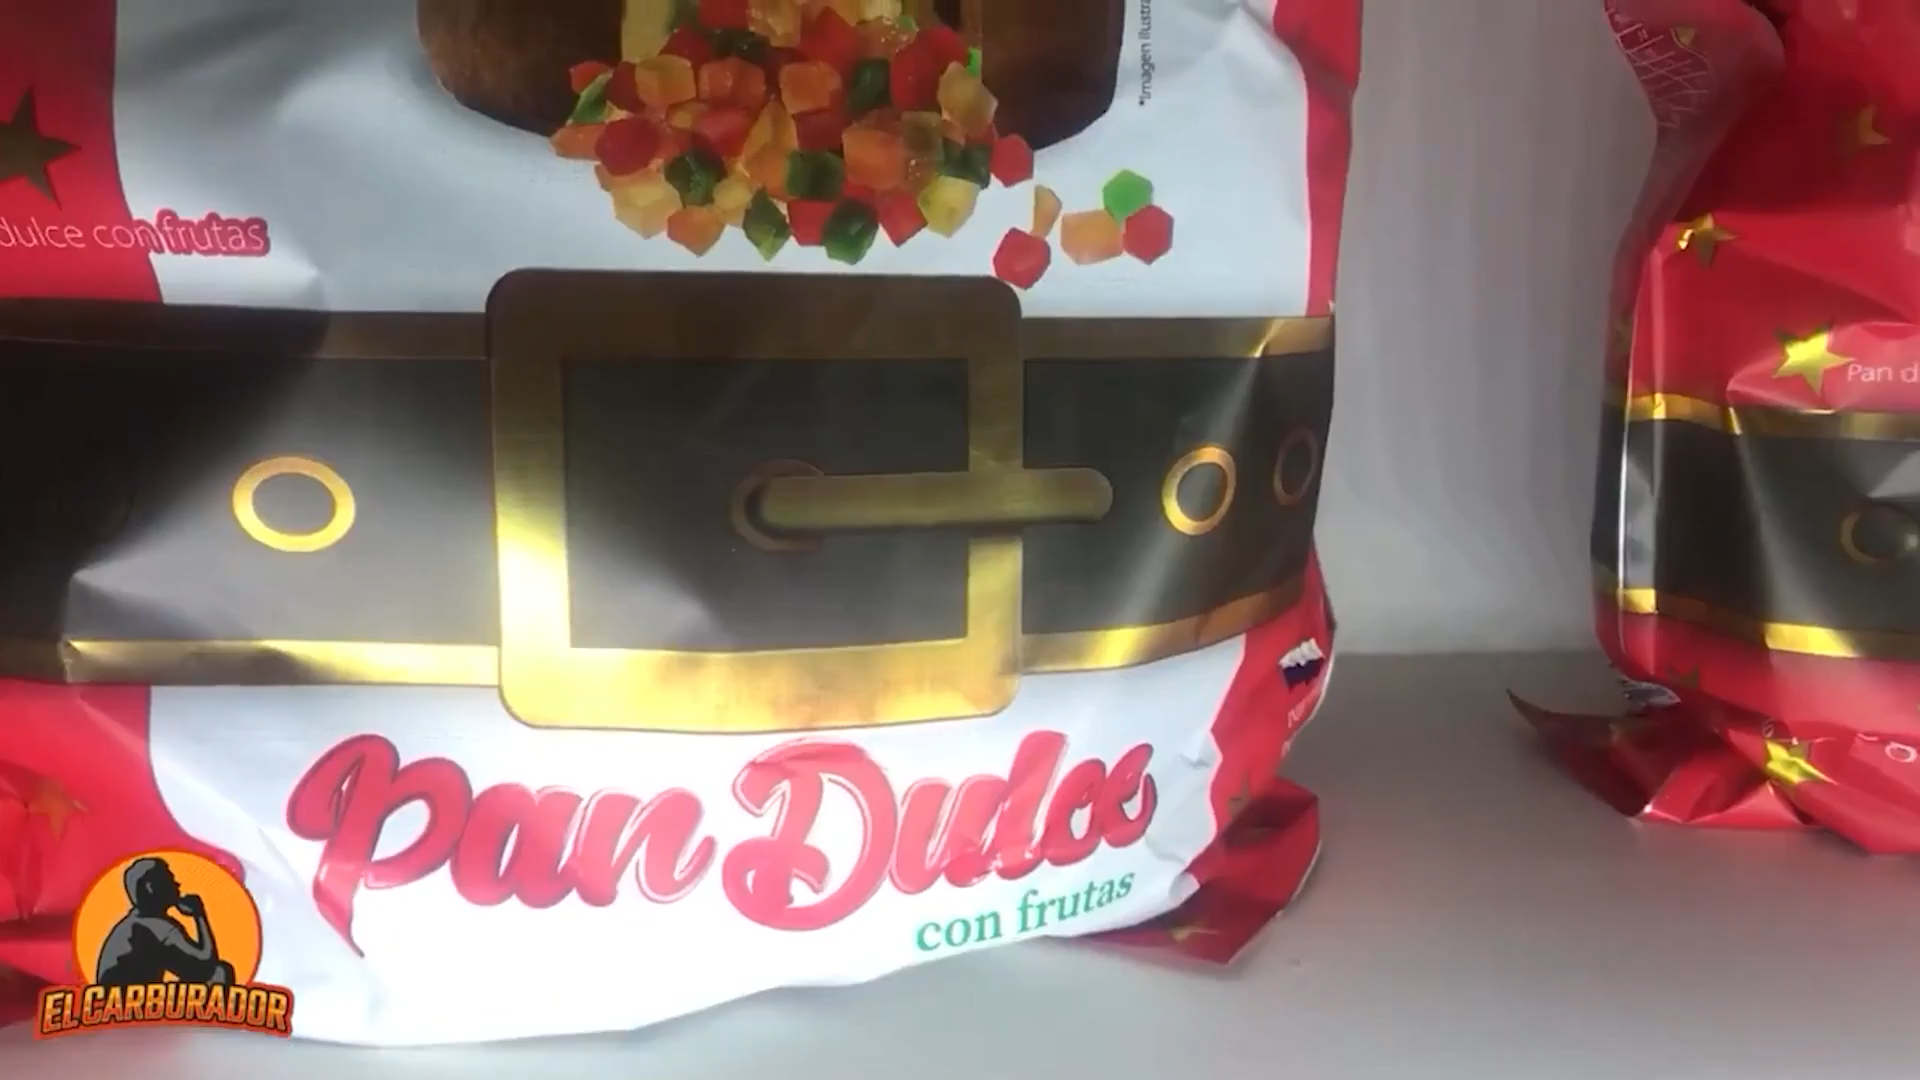 *Imagen ilustra
dulce con frutas
Pan d
Pan Dulce
con frutas
EL CARBURADOR